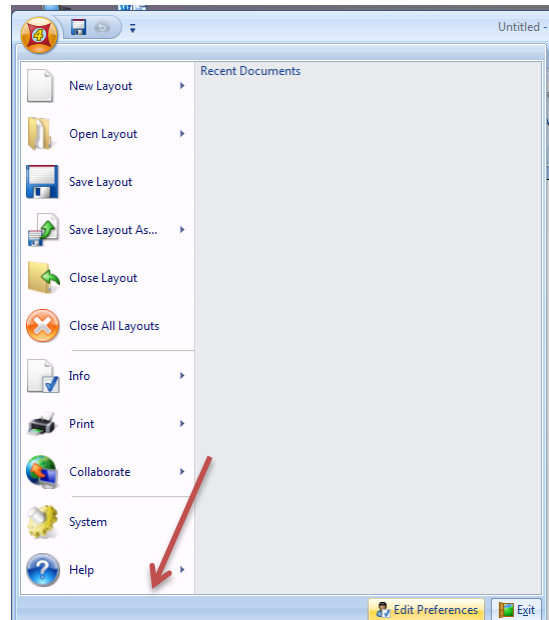 4
Untitled -
New Layout
Recent Documents
Open Layout
Save Layout
Save Layout As...
Close Layout
Close All Layouts
Info
Print
Collaborate
System
Help
Edit Preferences
Exit